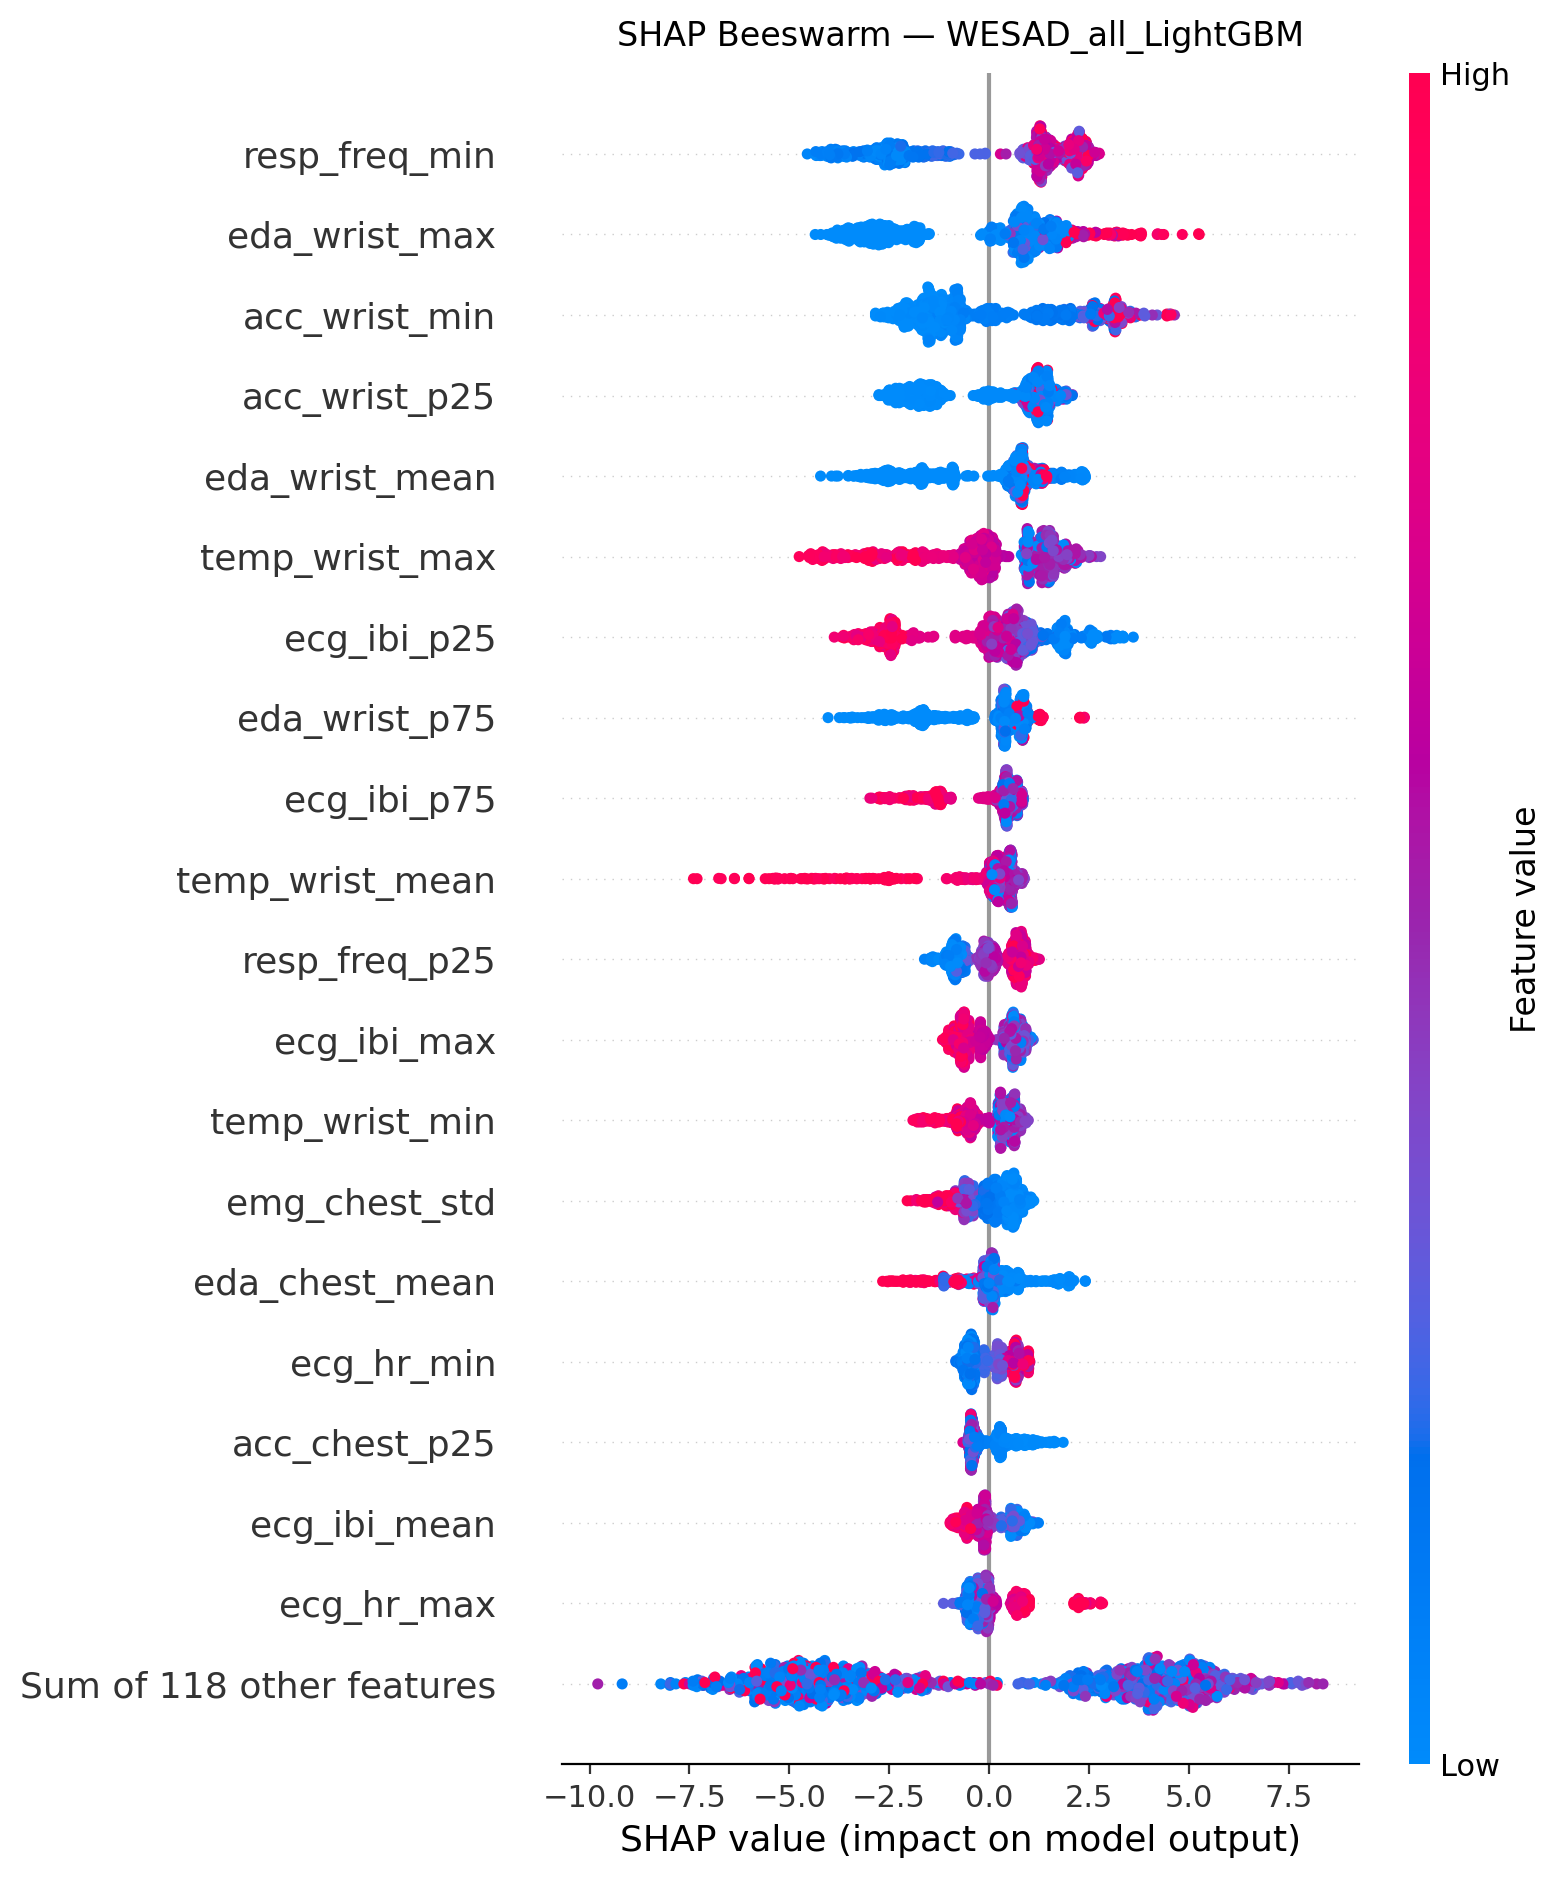 SHAP Beeswarm — WESAD_all_LightGBM
High
resp_freq_min
eda_wrist_max
acc_wrist_min
acc_wrist_p25
eda_wrist_mean
temp_wrist_max
ecg_ibi_p25
eda_wrist_p75
ecg_ibi_p75
temp_wrist_mean
resp_freq_p25
ecg_ibi_max
temp_wrist_min
emg_chest_std
eda_chest_mean
ecg_hr_min
acc_chest_p25
ecg_ibi_mean
ecg_hr_max
Sum of 118 other features
Feature value
Low
−10.0 −7.5 −5.0 −2.5 0.0 2.5 5.0 7.5
SHAP value (impact on model output)